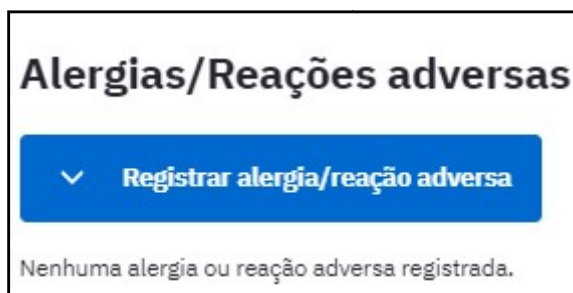 Alergias/Reações adversas
Registrar alergia/reação adversa
Nenhuma alergia ou reação adversa registrada.